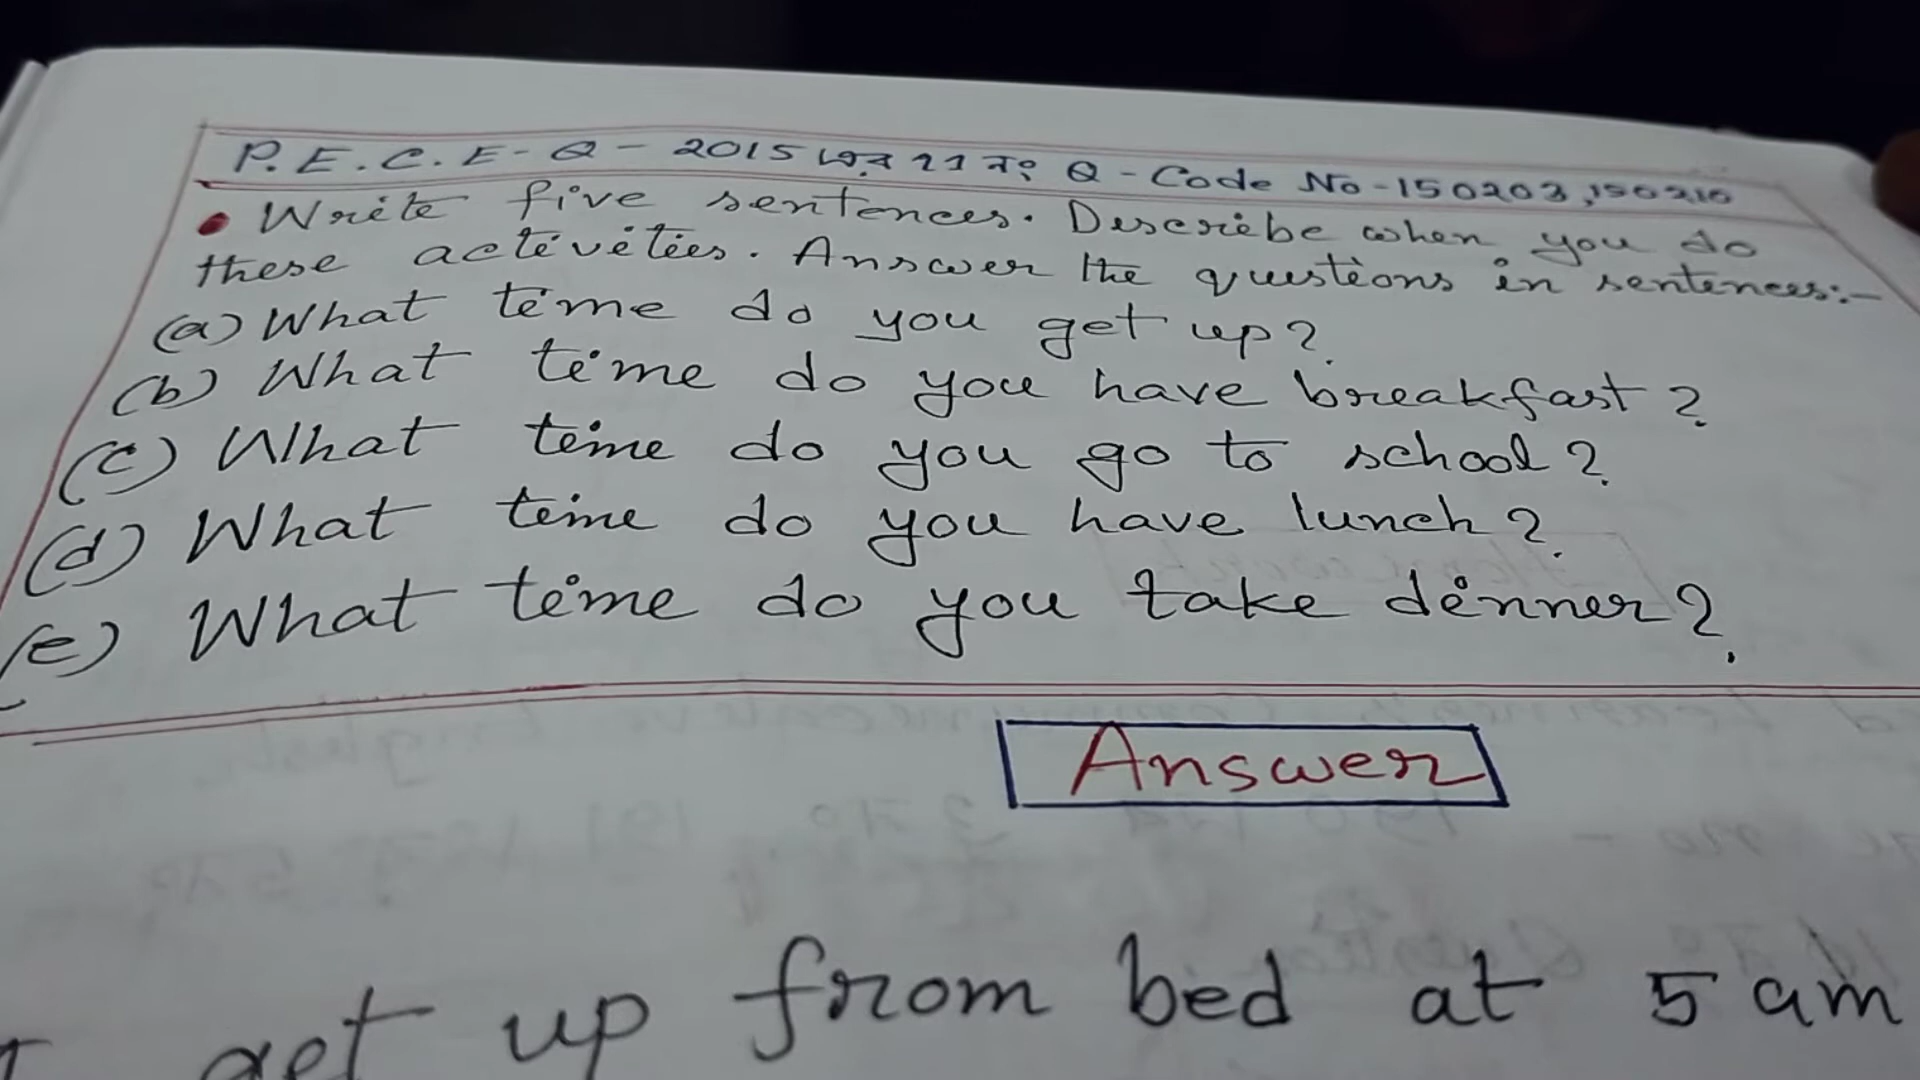 P.E.C.E-Q-2015 এর 11 নং Q-Code No-150203,150210
• Write five sentences. Describe when you do
these activities. Answer the questions in sentences:-
(a) What time do you get up?
(b) What time do you have breakfast?
(c) What time do you go to school?
(d) What time do you have lunch?
(e) What time do you take dinner?
Answer
I get up from bed at 5 am